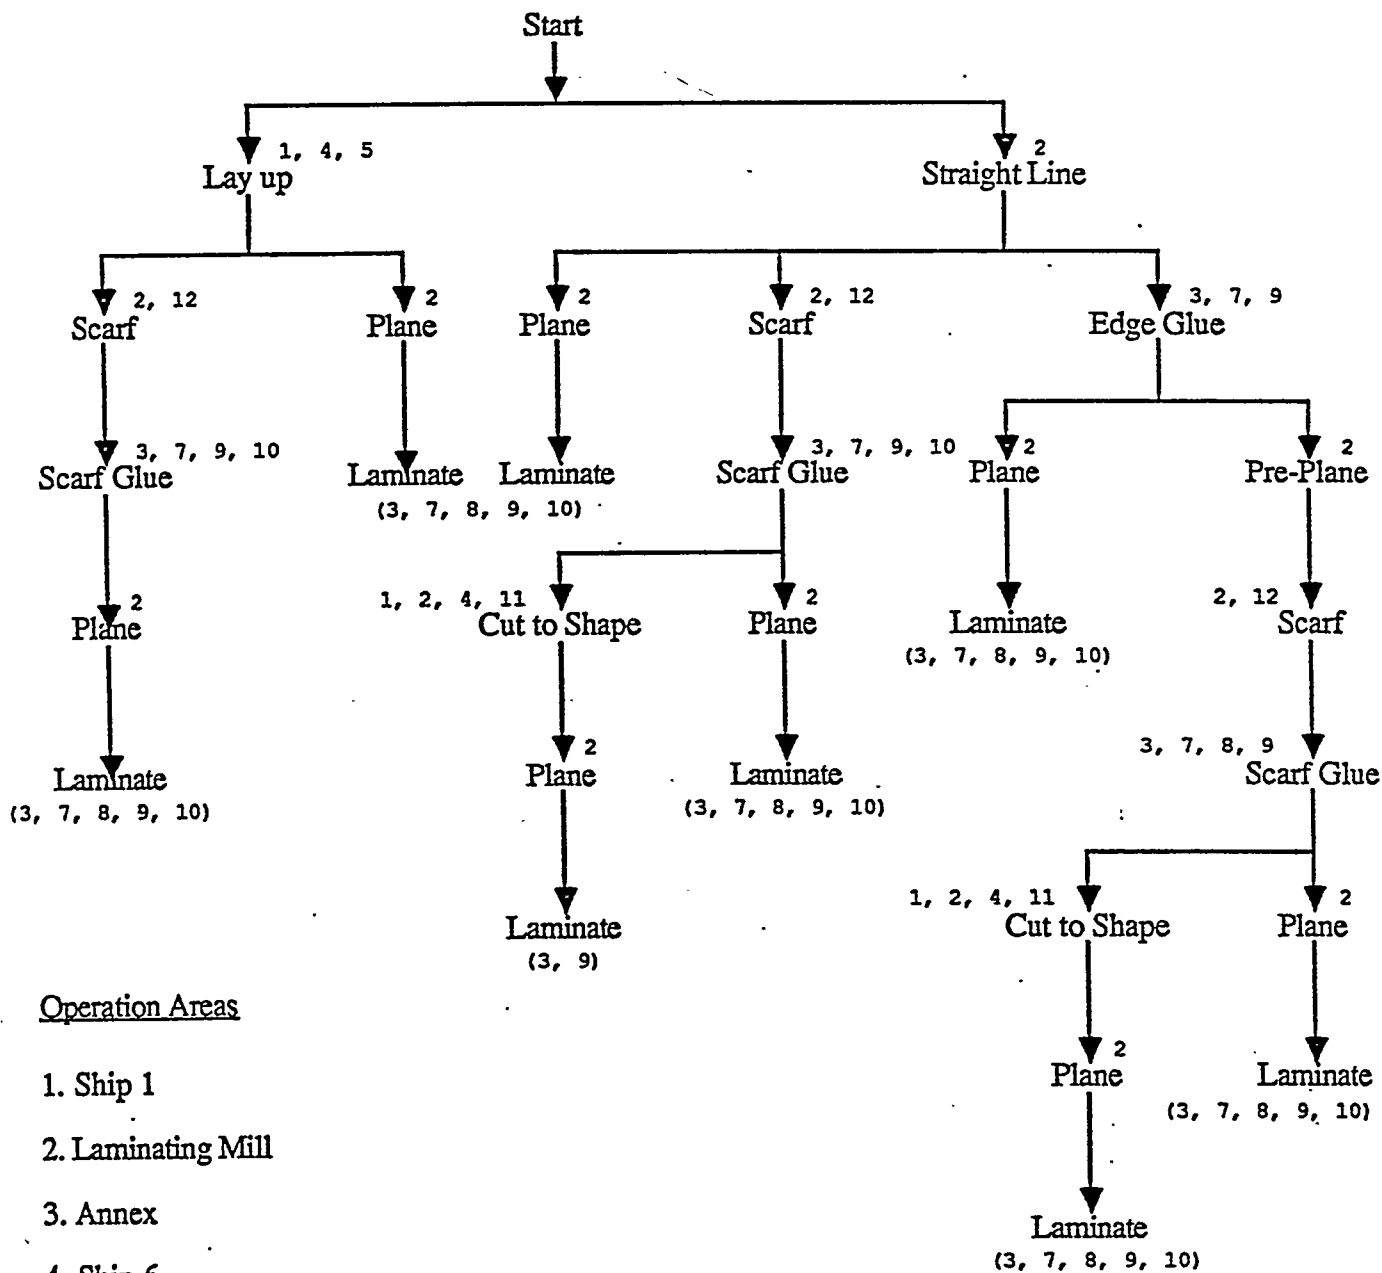 Start
1, 4, 5
Lay up
2
Straight Line
2, 12
Scarf
2
Plane
2
Plane
2, 12
Scarf
3, 7, 9
Edge Glue
3, 7, 9, 10
Scarf Glue
Laminate
Laminate
(3, 7, 8, 9, 10)
3, 7, 9, 10
Scarf Glue
2
Plane
2
Pre-Plane
2
Plane
1, 2, 4, 11
Cut to Shape
2
Plane
Laminate
(3, 7, 8, 9, 10)
2, 12
Scarf
Laminate
(3, 7, 8, 9, 10)
2
Plane
Laminate
(3, 7, 8, 9, 10)
3, 7, 8, 9
Scarf Glue
Laminate
(3, 9)
1, 2, 4, 11
Cut to Shape
2
Plane
2
Plane
Laminate
(3, 7, 8, 9, 10)
Laminate
(3, 7, 8, 9, 10)
Operation Areas
1. Ship 1
2. Laminating Mill
3. Annex
4. Ship 6